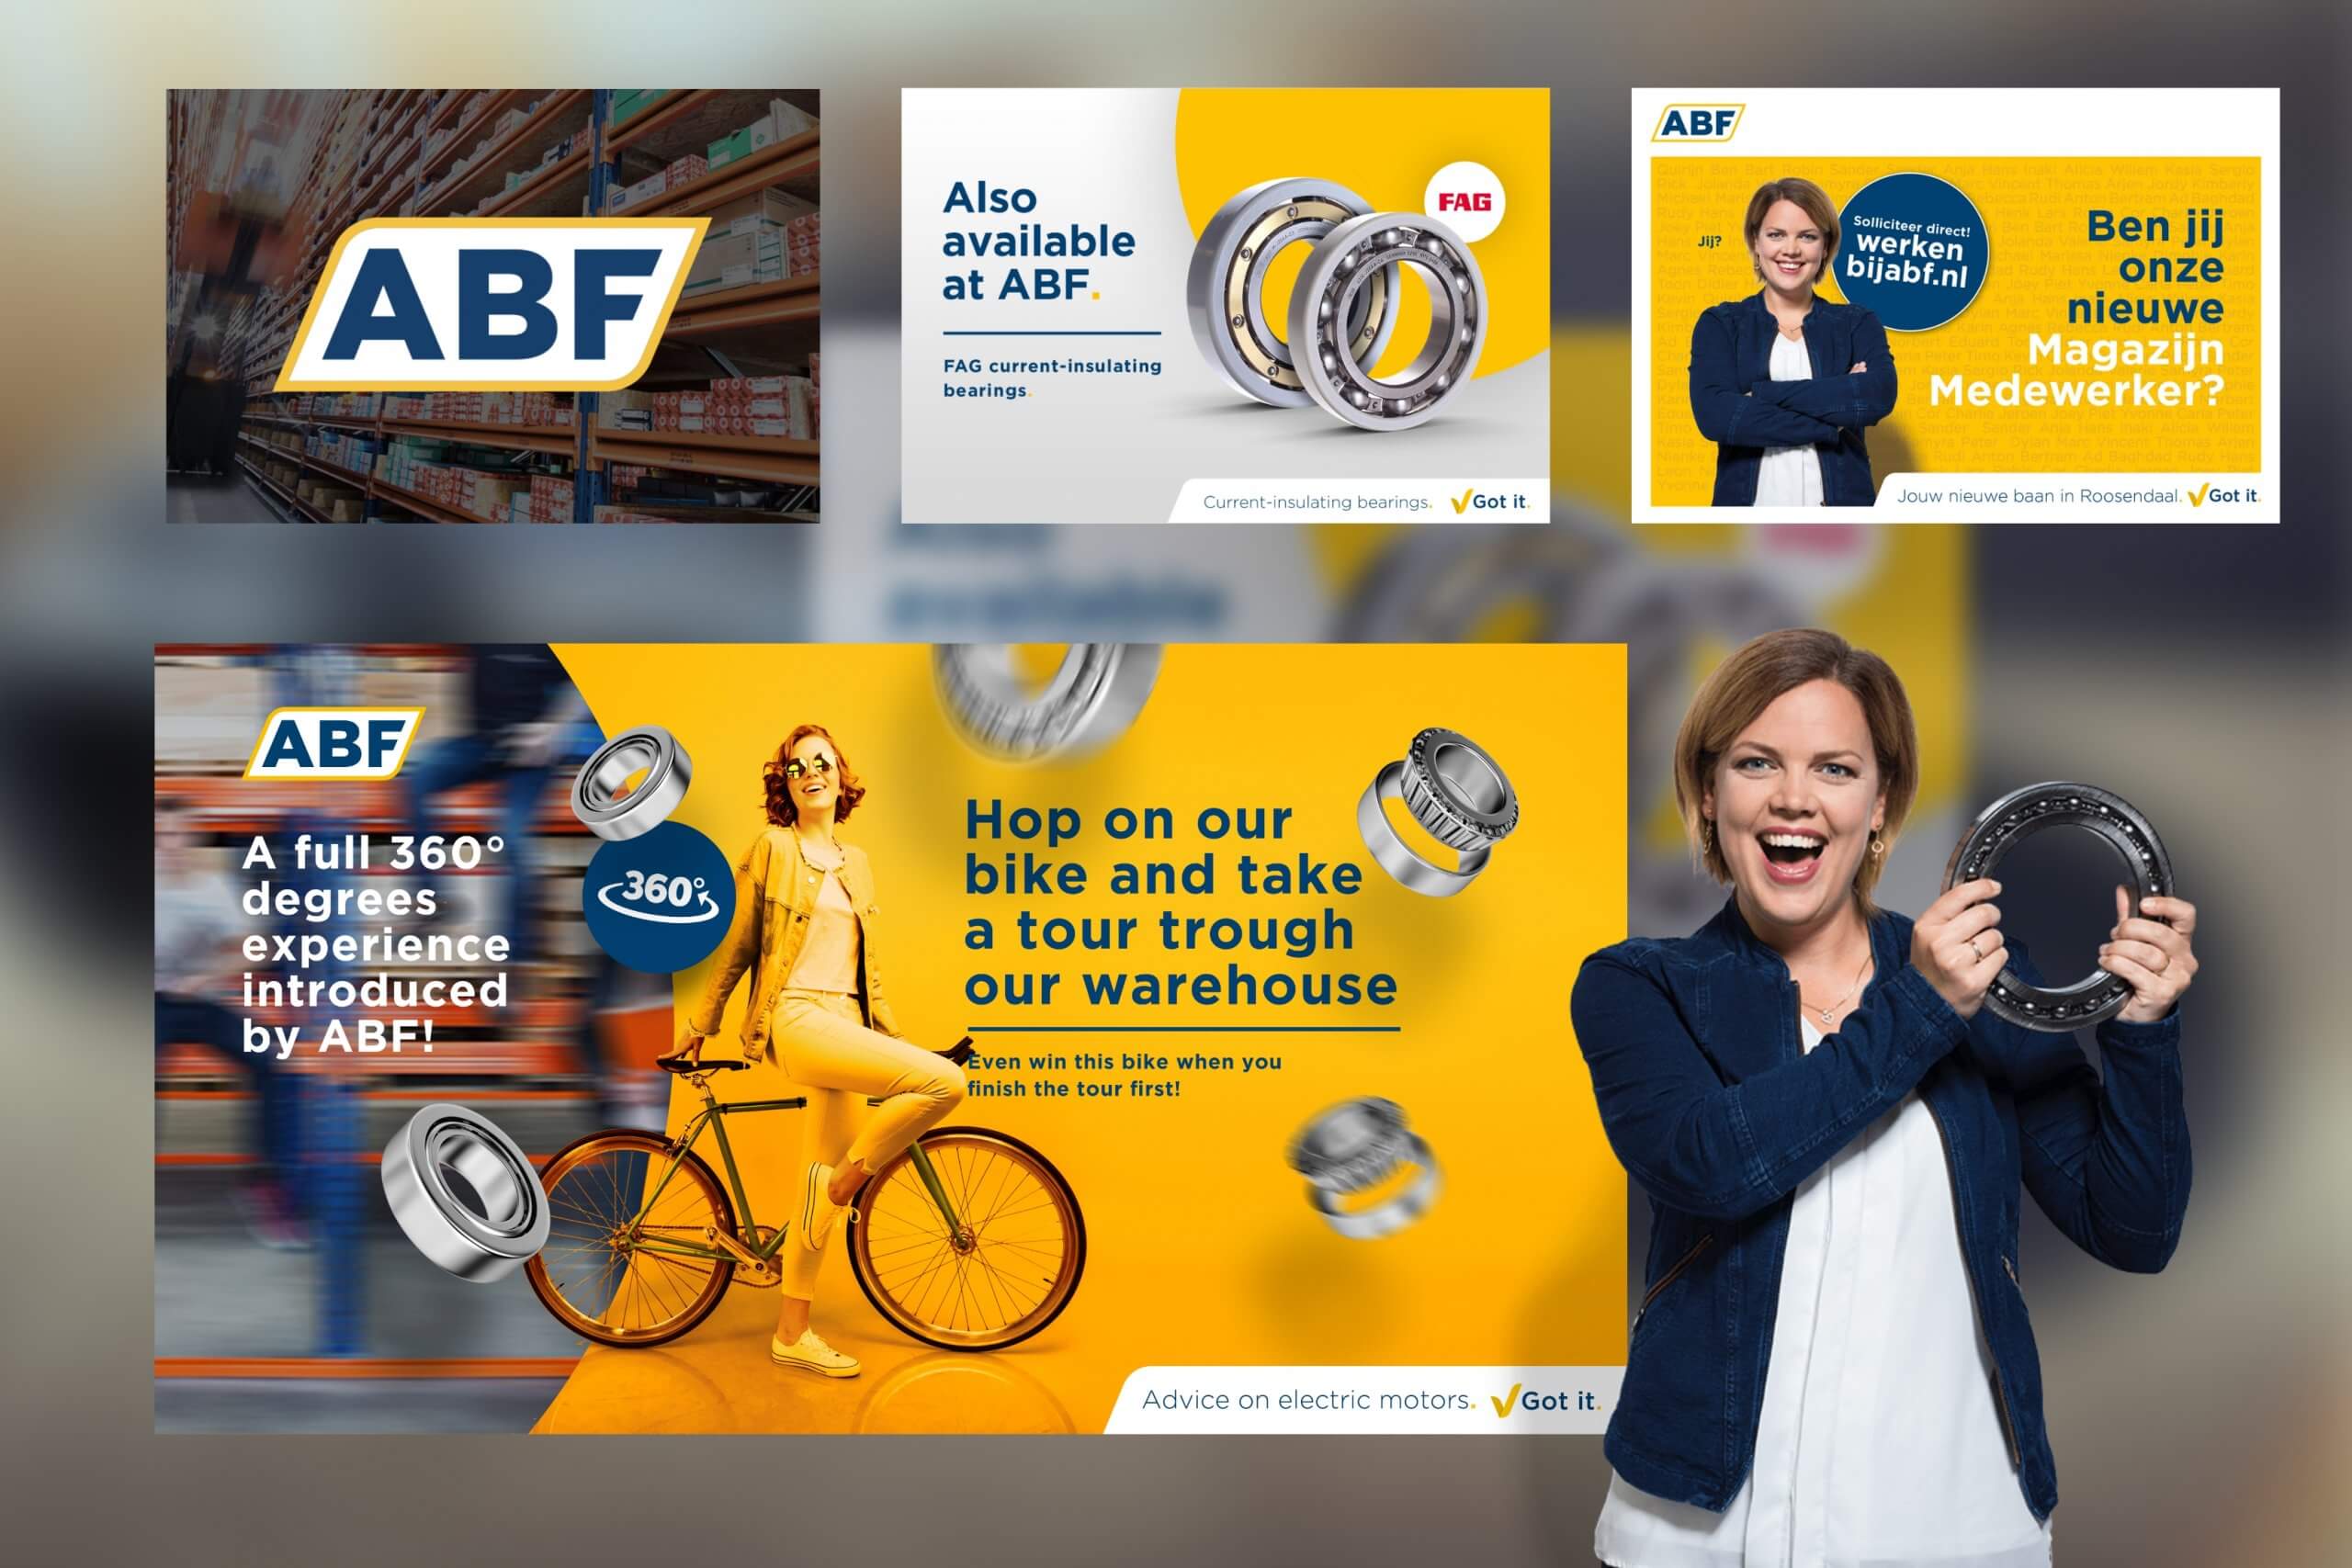 ABF
Also
available
at ABF.
FAG
FAG current-insulating
bearings.
Current-insulating bearings. Got it.
ABF
Jij?
Solliciteer direct!
werken
bijabf.nl
Ben jij
onze
nieuwe
Magazijn
Medewerker?
Jouw nieuwe baan in Roosendaal. Got it.
ABF
A full 360°
degrees
experience
introduced
by ABF!
360°
Hop on our
bike and take
a tour trough
our warehouse
Even win this bike when you
finish the tour first!
Advice on electric motors. Got it.